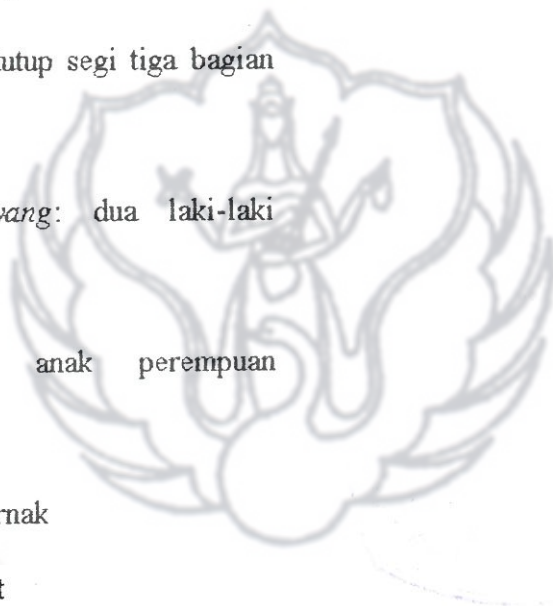 utup segi tiga bagian
vang: dua laki-laki
anak perempuan
rnak
t